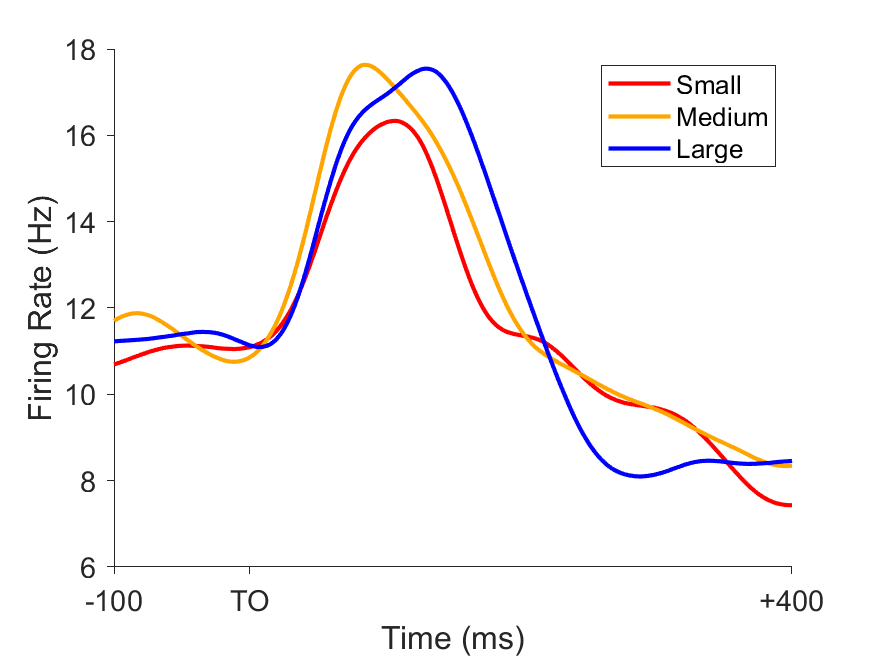 18
16
14
12
10
8
6
Firing Rate (Hz)
Small
Medium
Large
-100
TO
+400
Time (ms)